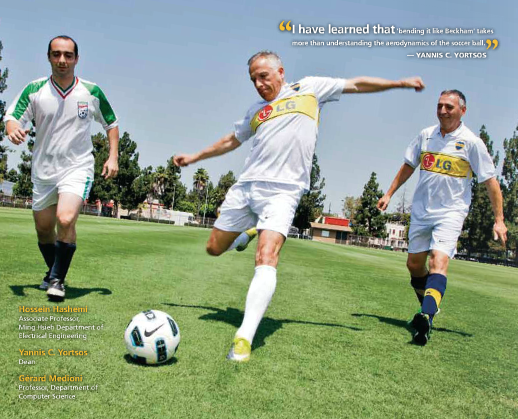 “I have learned that 'bending it like Beckham' takes
more than understanding the aerodynamics of the soccer ball.”
— YANNIS C. YORTSOS
LG
LG
Hossein Hashemi
Associate Professor,
Ming Hsieh Department of
Electrical Engineering
Yannis C. Yortsos
Dean
Gerard Medioni
Professor, Department of
Computer Science